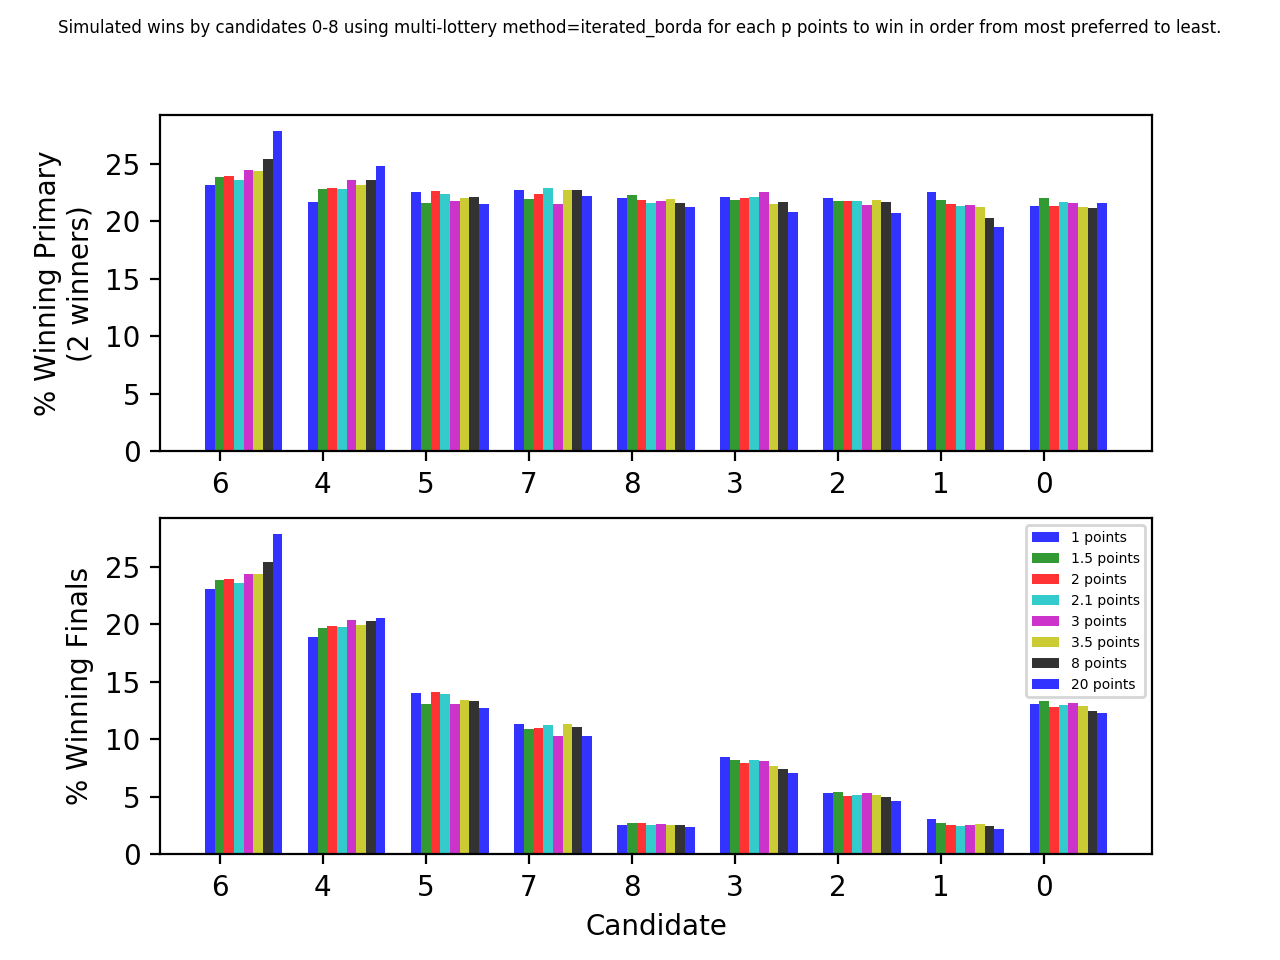 Simulated wins by candidates 0-8 using multi-lottery method=iterated_borda for each p points to win in order from most preferred to least.
% Winning Primary
(2 winners)
25
20
15
10
5
0
6 4 5 7 8 3 2 1 0
% Winning Finals
25
20
15
10
5
0
1 points
1.5 points
2 points
2.1 points
3 points
3.5 points
8 points
20 points
6 4 5 7 8 3 2 1 0
Candidate